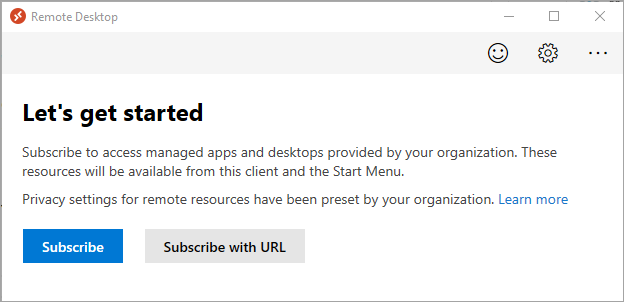 Remote Desktop
Let's get started
Subscribe to access managed apps and desktops provided by your organization. These
resources will be available from this client and the Start Menu.
Privacy settings for remote resources have been preset by your organization. Learn more
Subscribe
Subscribe with URL